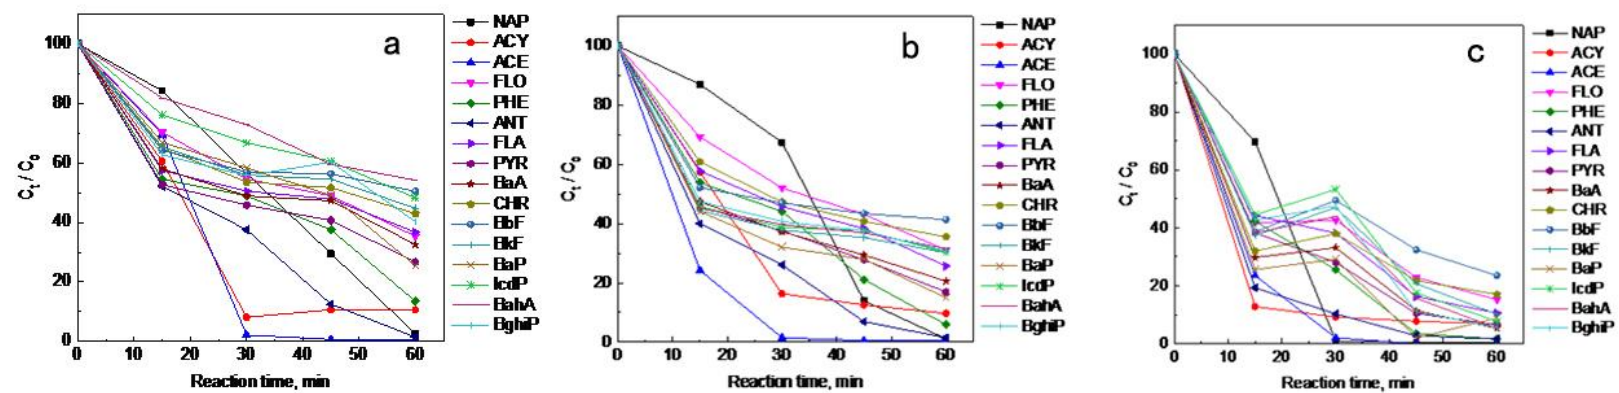 a
100
80
60
40
20
0
0
10
20
30
40
50
60
Ct / C0
Reaction time, min
NAP
ACY
ACE
FLO
PHE
ANT
FLA
PYR
BaA
CHR
BbF
BkF
BaP
IcdP
BahA
BghiP
b
100
80
60
40
20
0
0
10
20
30
40
50
60
Ct / C0
Reaction time, min
NAP
ACY
ACE
FLO
PHE
ANT
FLA
PYR
BaA
CHR
BbF
BkF
BaP
IcdP
BahA
BghiP
c
100
80
60
40
20
0
0
10
20
30
40
50
60
Ct / C0
Reaction time, min
NAP
ACY
ACE
FLO
PHE
ANT
FLA
PYR
BaA
CHR
BbF
BkF
BaP
IcdP
BahA
BghiP